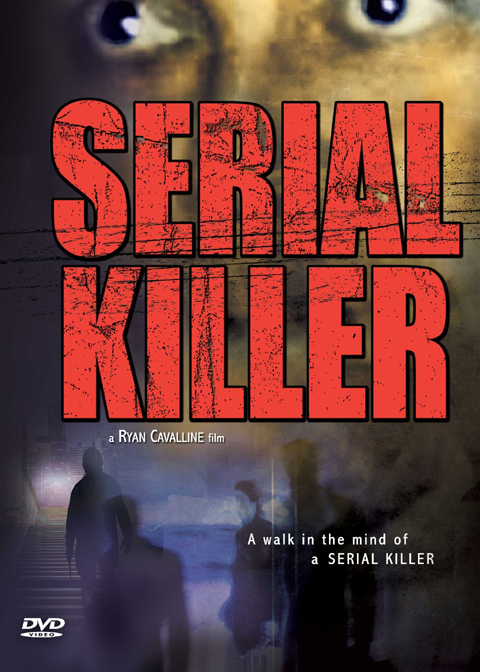 SERIAL
KILLER
a RYAN CAVALLINE film
A walk in the mind of
a SERIAL KILLER
DVD
VIDEO